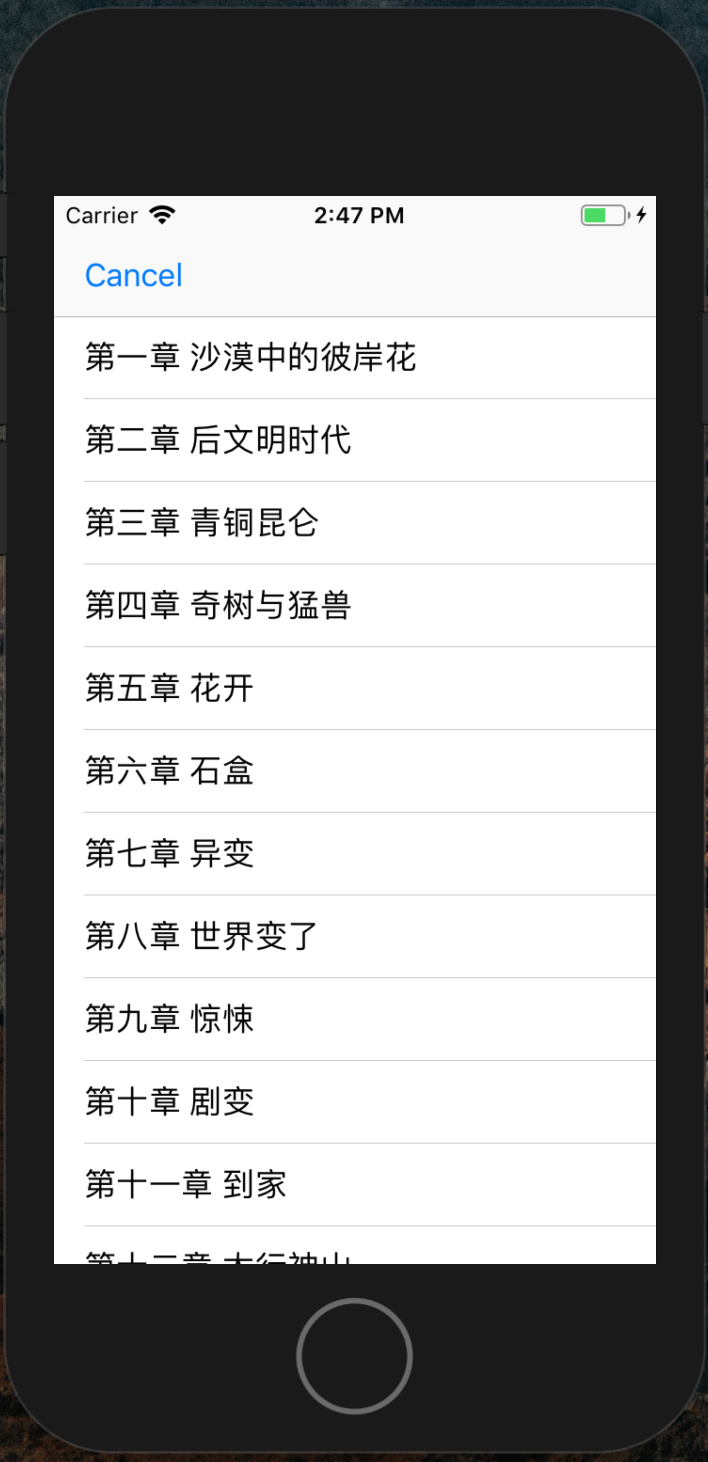 Carrier 2:47 PM
Cancel
第一章 沙漠中的彼岸花
第二章 后文明时代
第三章 青铜昆仑
第四章 奇树与猛兽
第五章 花开
第六章 石盒
第七章 异变
第八章 世界变了
第九章 惊悚
第十章 剧变
第十一章 到家